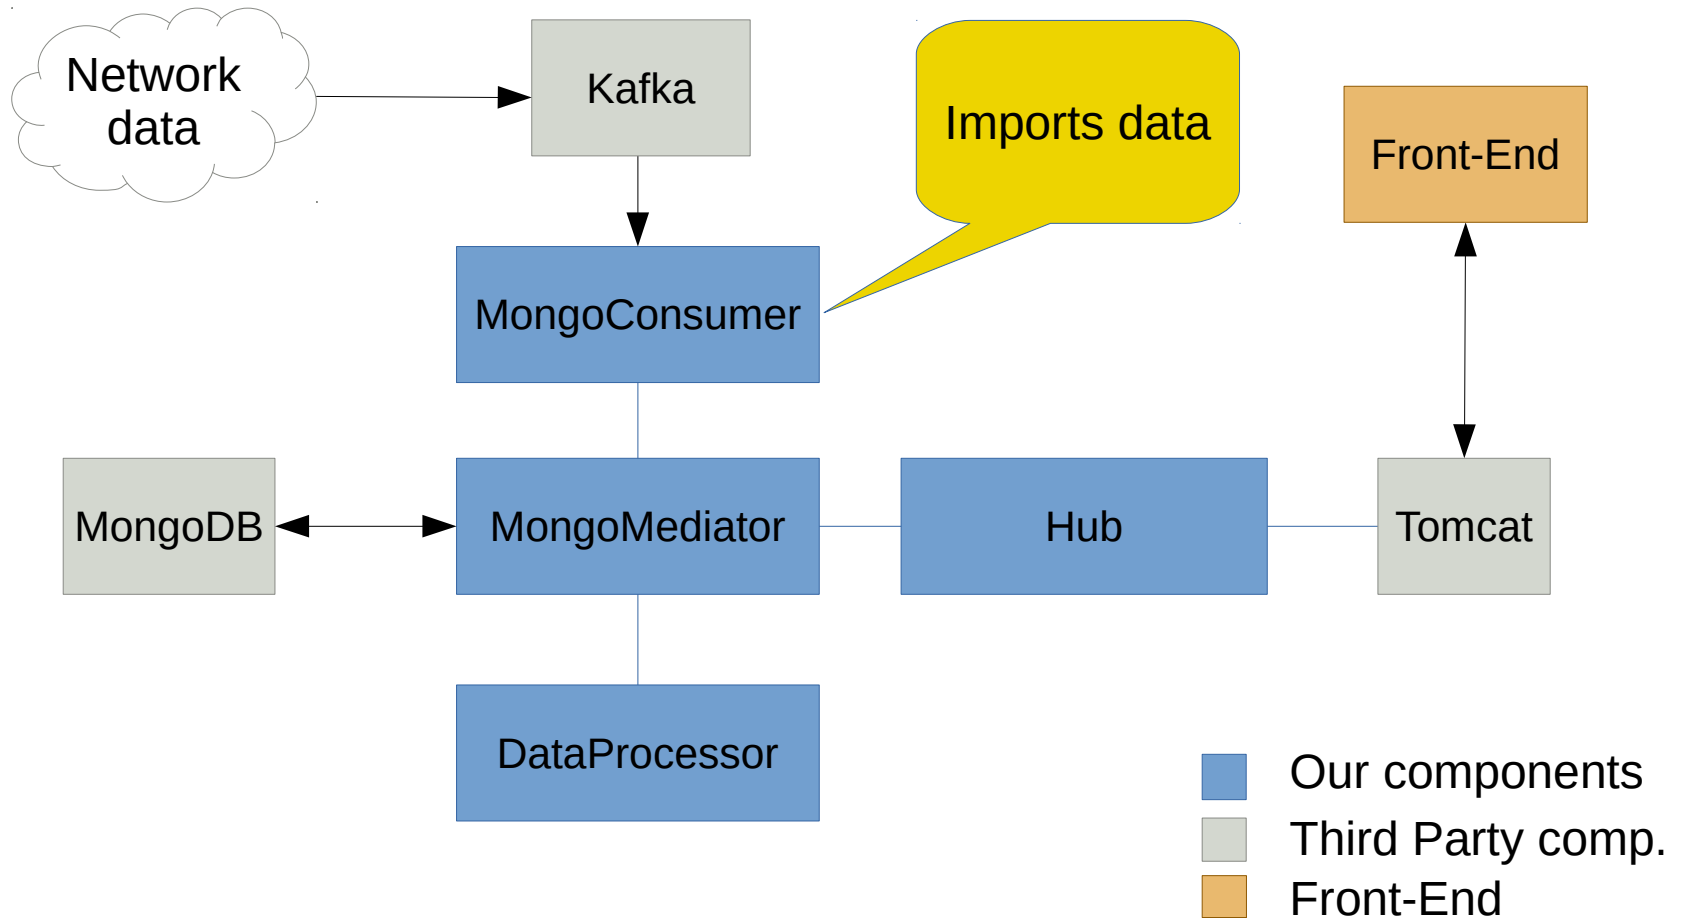 Network
data
Kafka
Imports data
Front-End
MongoConsumer
MongoDB
MongoMediator
Hub
Tomcat
DataProcessor
Our components
Third Party comp.
Front-End